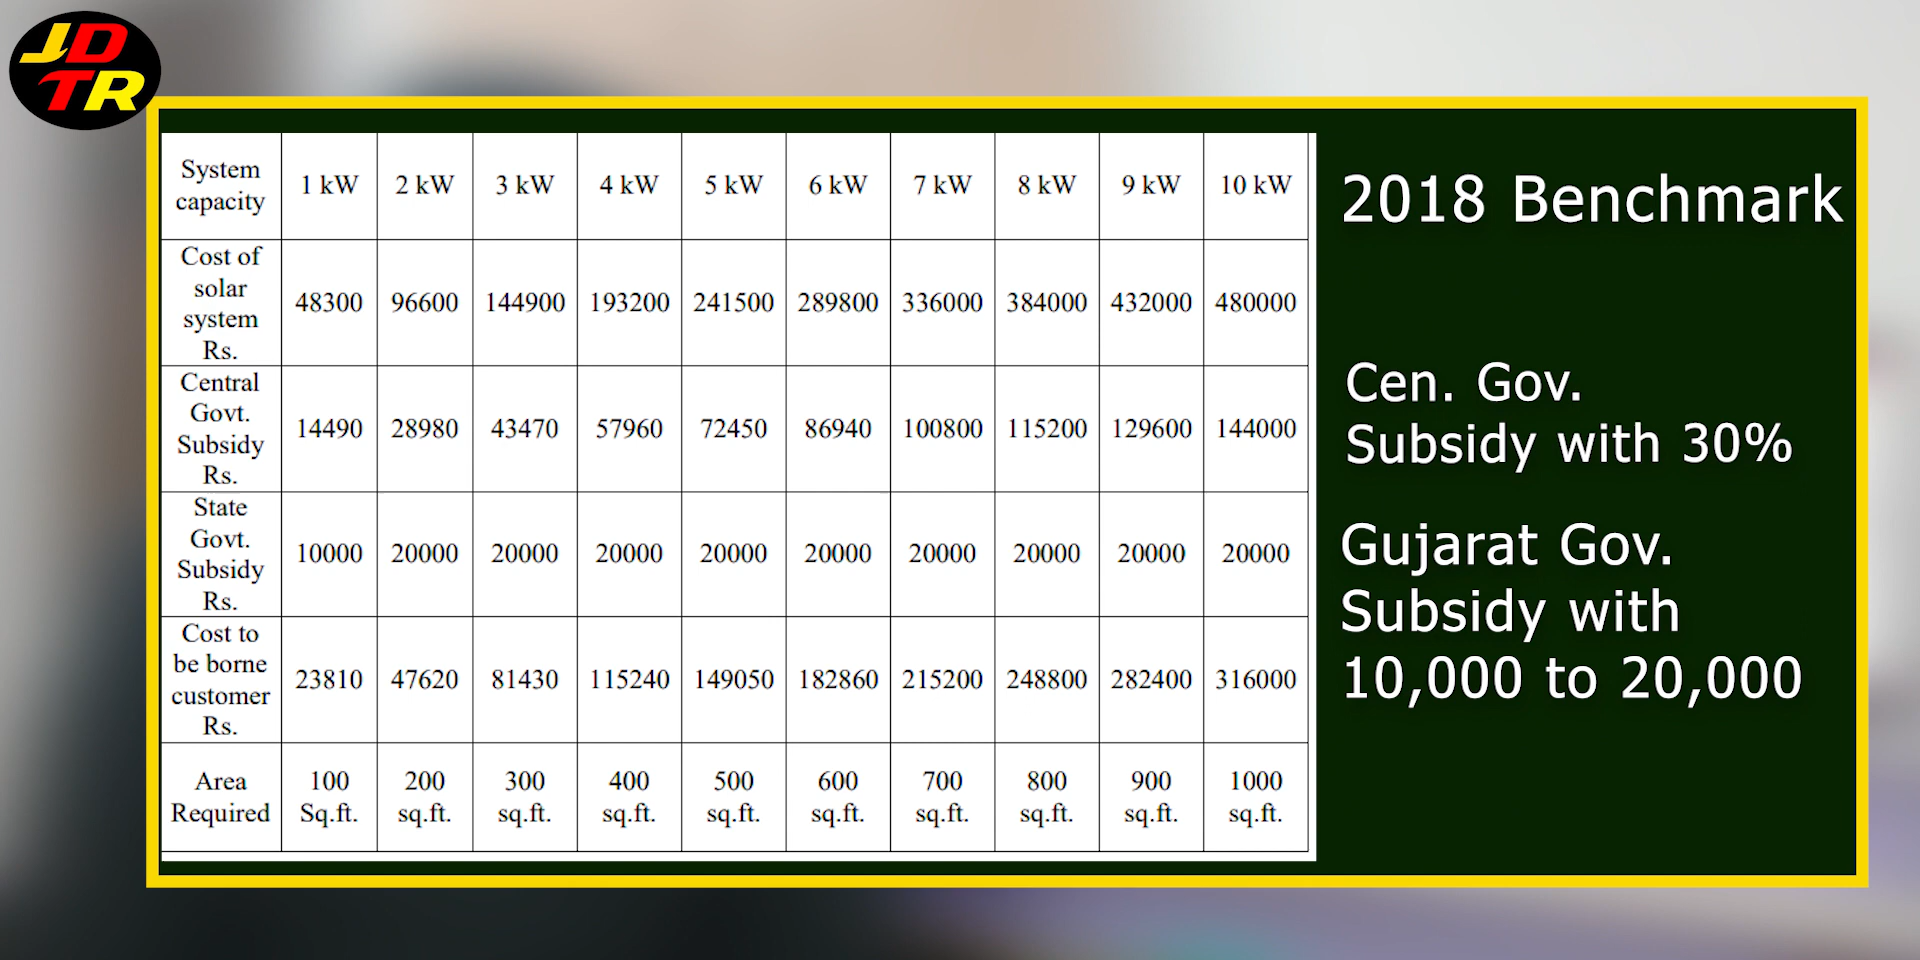 JD
TR
System capacity 1 kW 2 kW 3 kW 4 kW 5 kW 6 kW 7 kW 8 kW 9 kW 10 kW
Cost of solar system Rs. 48300 96600 144900 193200 241500 289800 336000 384000 432000 480000
Central Govt. Subsidy Rs. 14490 28980 43470 57960 72450 86940 100800 115200 129600 144000
State Govt. Subsidy Rs. 10000 20000 20000 20000 20000 20000 20000 20000 20000 20000
Cost to be borne customer Rs. 23810 47620 81430 115240 149050 182860 215200 248800 282400 316000
Area Required 100 Sq.ft. 200 sq.ft. 300 sq.ft. 400 sq.ft. 500 sq.ft. 600 sq.ft. 700 sq.ft. 800 sq.ft. 900 sq.ft. 1000 sq.ft.
2018 Benchmark
Cen. Gov.
Subsidy with 30%
Gujarat Gov.
Subsidy with
10,000 to 20,000